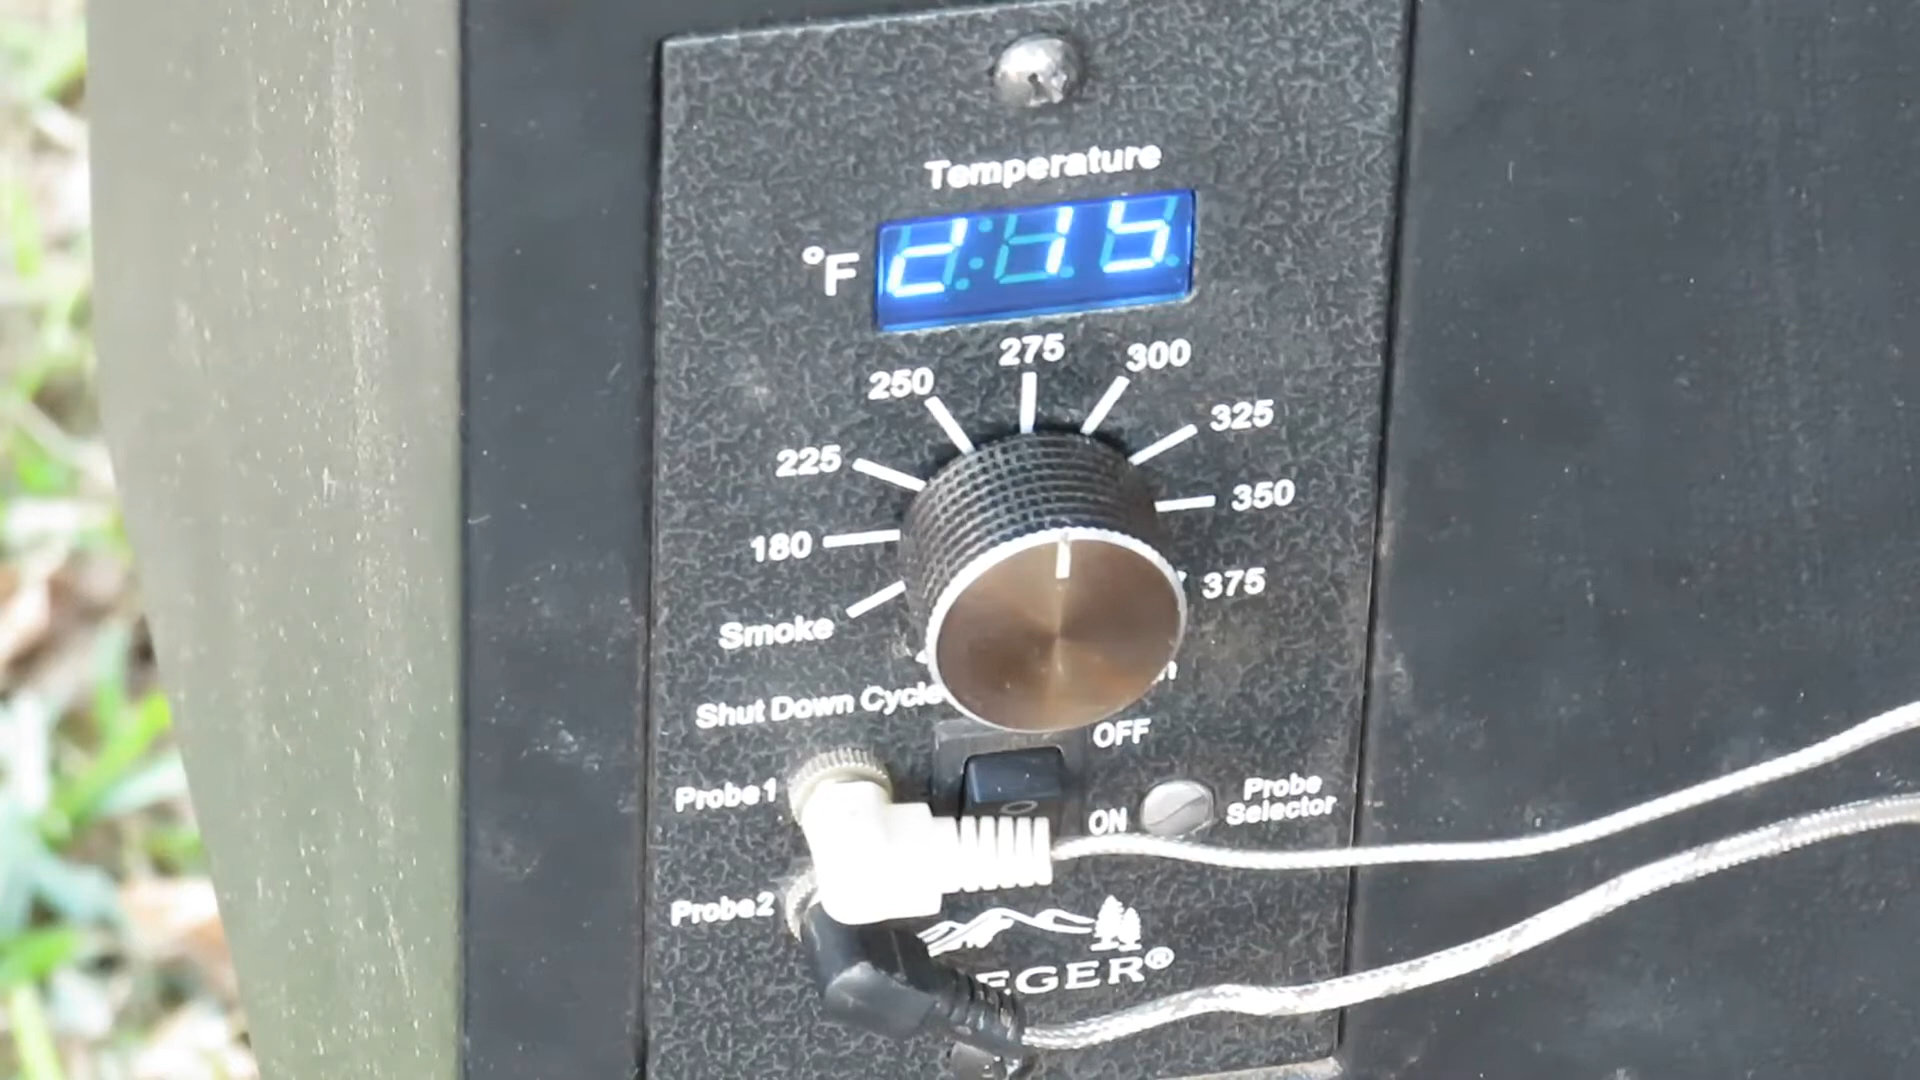 Temperature
°F
275
250
300
225
325
180
350
375
Smoke
Shut Down Cycle
OFF
Probe1
ON
Probe
Selector
Probe2
EGER®